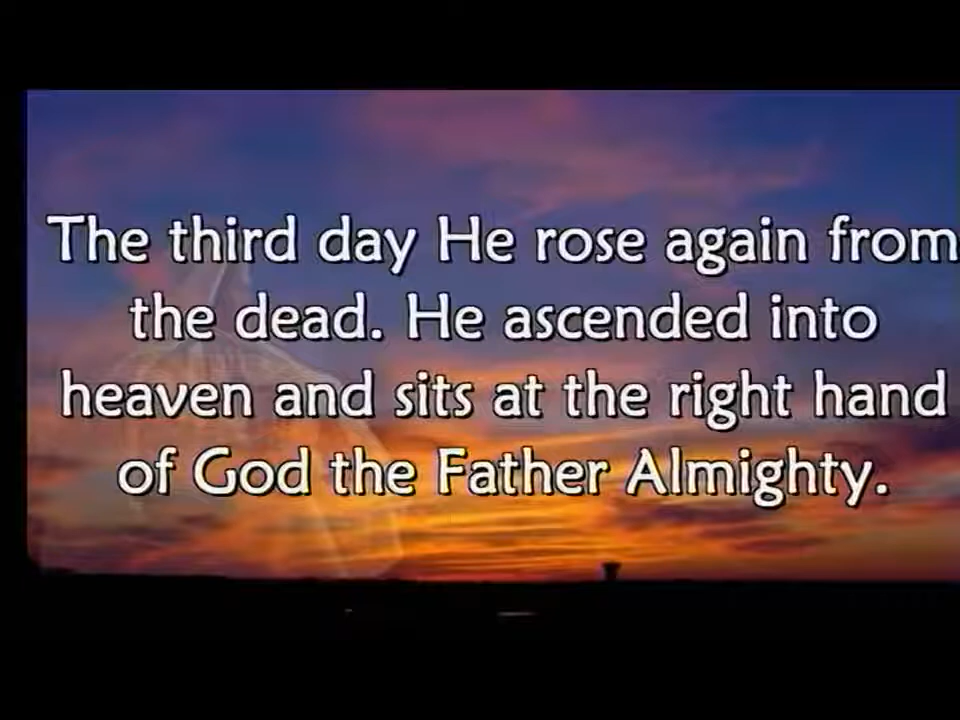 The third day He rose again from
the dead. He ascended into
heaven and sits at the right hand
of God the Father Almighty.